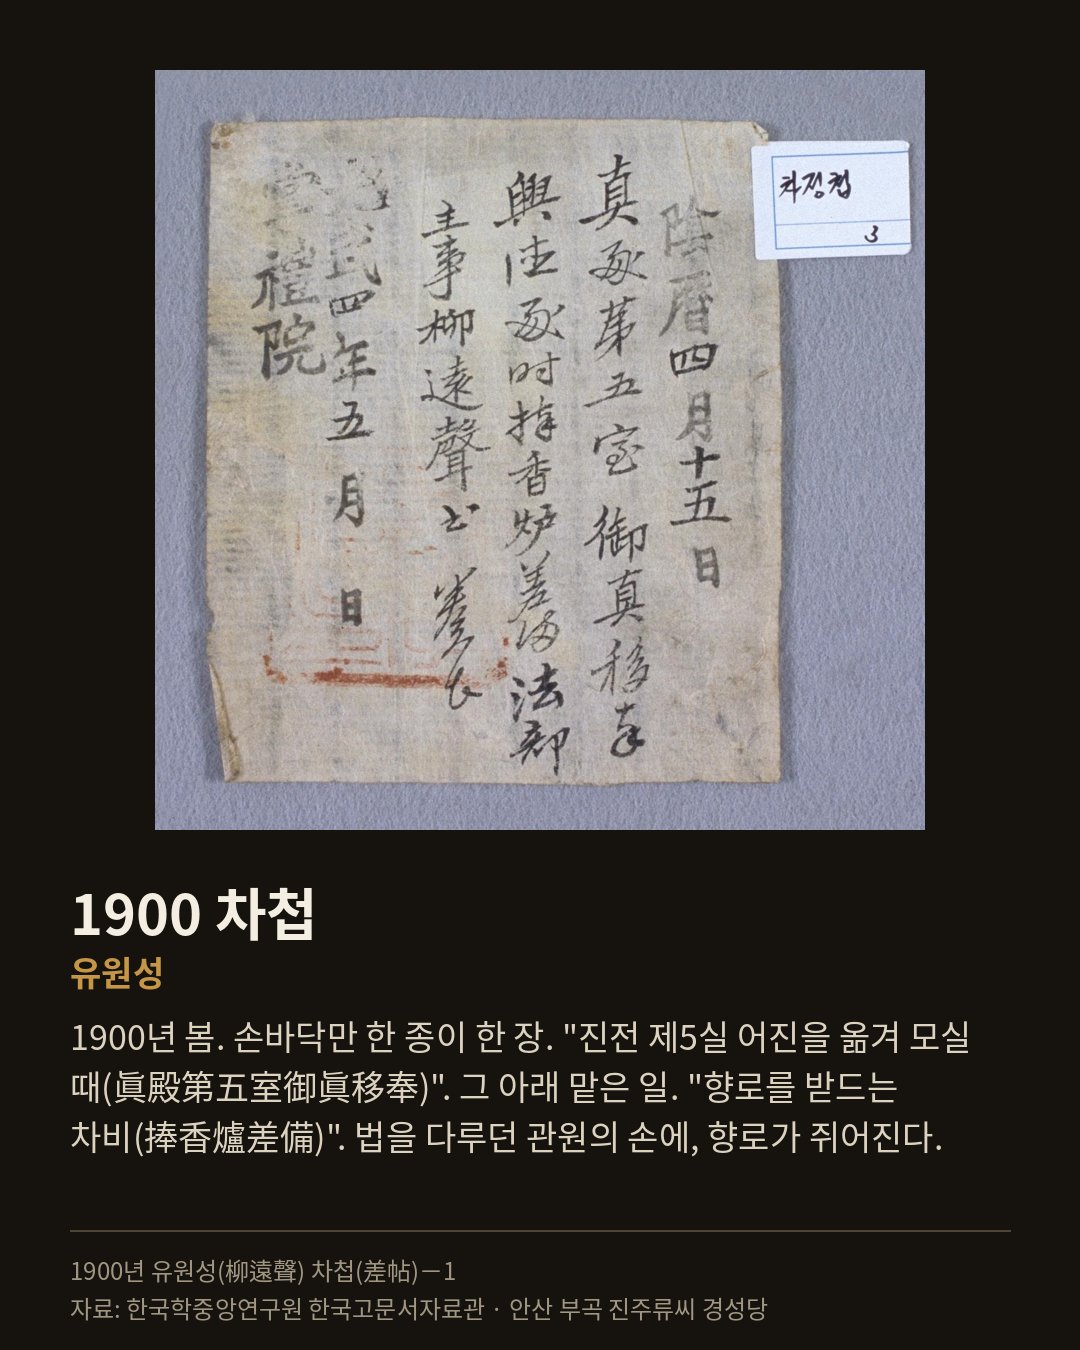 陰曆四月十五日
真殿第五室 御真移奉
興德殿時捧香炉差備 法部
主事柳遠聲
光武四年五月 日
掌禮院
차정첩
3
1900 차첩
유원성
1900년 봄. 손바닥만 한 종이 한 장. "진전 제5실 어진을 옮겨 모실
때(眞殿第五室御眞移奉)". 그 아래 맡은 일. "향로를 받드는
차비(捧香爐差備)". 법을 다루던 관원의 손에, 향로가 쥐어진다.
1900년 유원성(柳遠聲) 차첩(差帖)－1
자료: 한국학중앙연구원 한국고문서자료관 · 안산 부곡 진주류씨 경성당